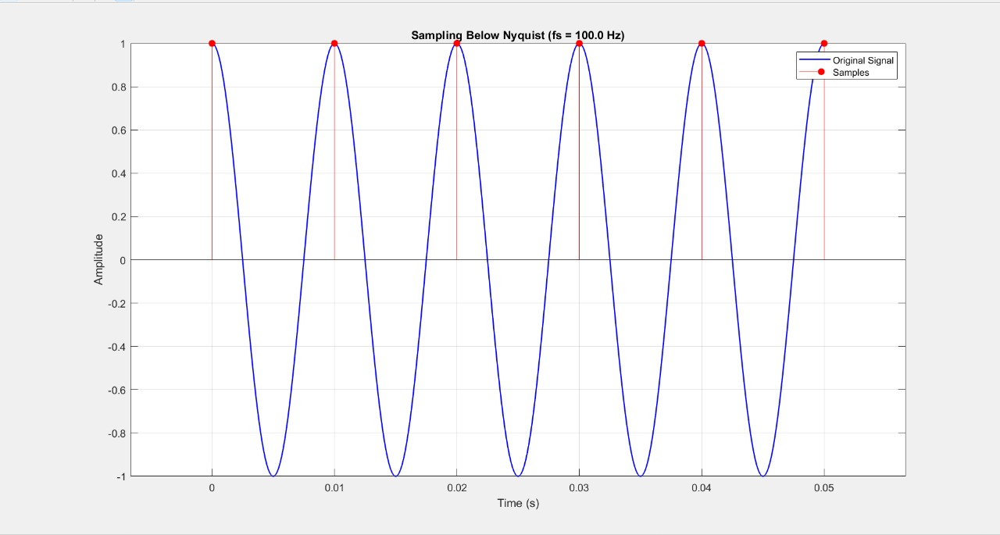 Sampling Below Nyquist (fs = 100.0 Hz)
Original Signal
Samples
1
0.8
0.6
0.4
0.2
0
-0.2
-0.4
-0.6
-0.8
-1
Amplitude
0 0.01 0.02 0.03 0.04 0.05
Time (s)